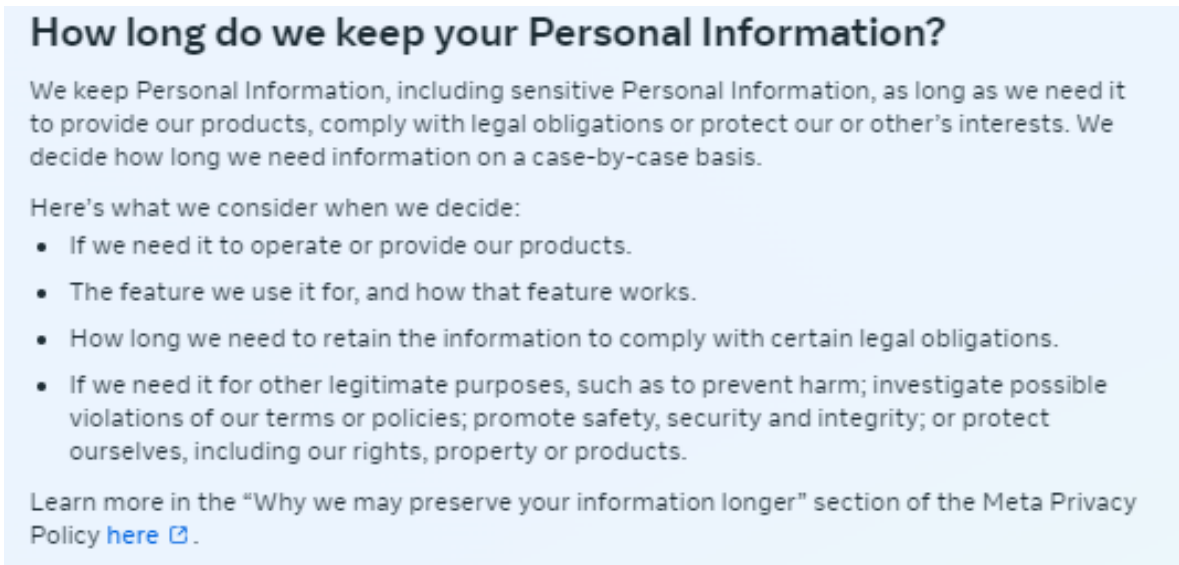 How long do we keep your Personal Information?
We keep Personal Information, including sensitive Personal Information, as long as we need it
to provide our products, comply with legal obligations or protect our or other’s interests. We
decide how long we need information on a case-by-case basis.
Here’s what we consider when we decide:
• If we need it to operate or provide our products.
• The feature we use it for, and how that feature works.
• How long we need to retain the information to comply with certain legal obligations.
• If we need it for other legitimate purposes, such as to prevent harm; investigate possible
violations of our terms or policies; promote safety, security and integrity; or protect
ourselves, including our rights, property or products.
Learn more in the “Why we may preserve your information longer” section of the Meta Privacy
Policy here.